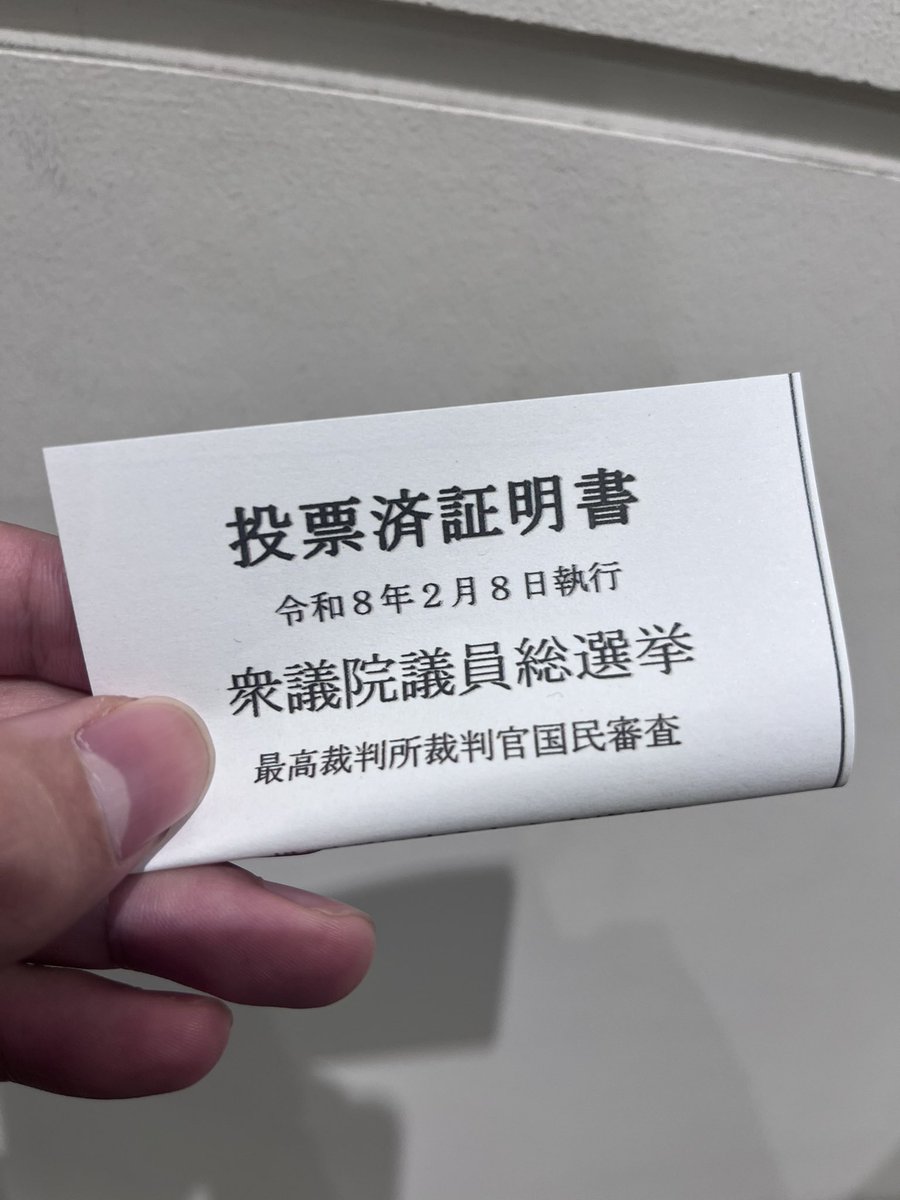 投票済証明書
令和８年２月８日執行
衆議院議員総選挙
最高裁判所裁判官国民審査